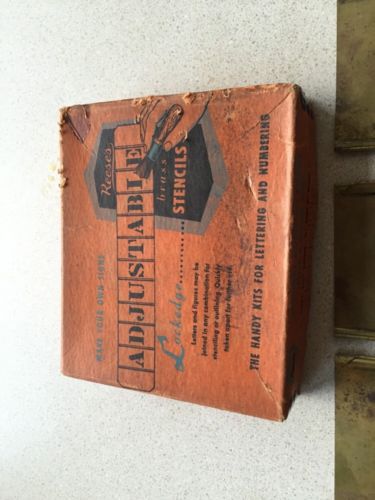 MAKE YOUR OWN SIGNS
Reese's
ADJUSTABLE
brass
STENCILS
Lockedge
Letters and figures may be
joined in any combination for
stenciling or outlining. Quickly
taken apart for further use.
THE HANDY KITS FOR LETTERING AND NUMBERING